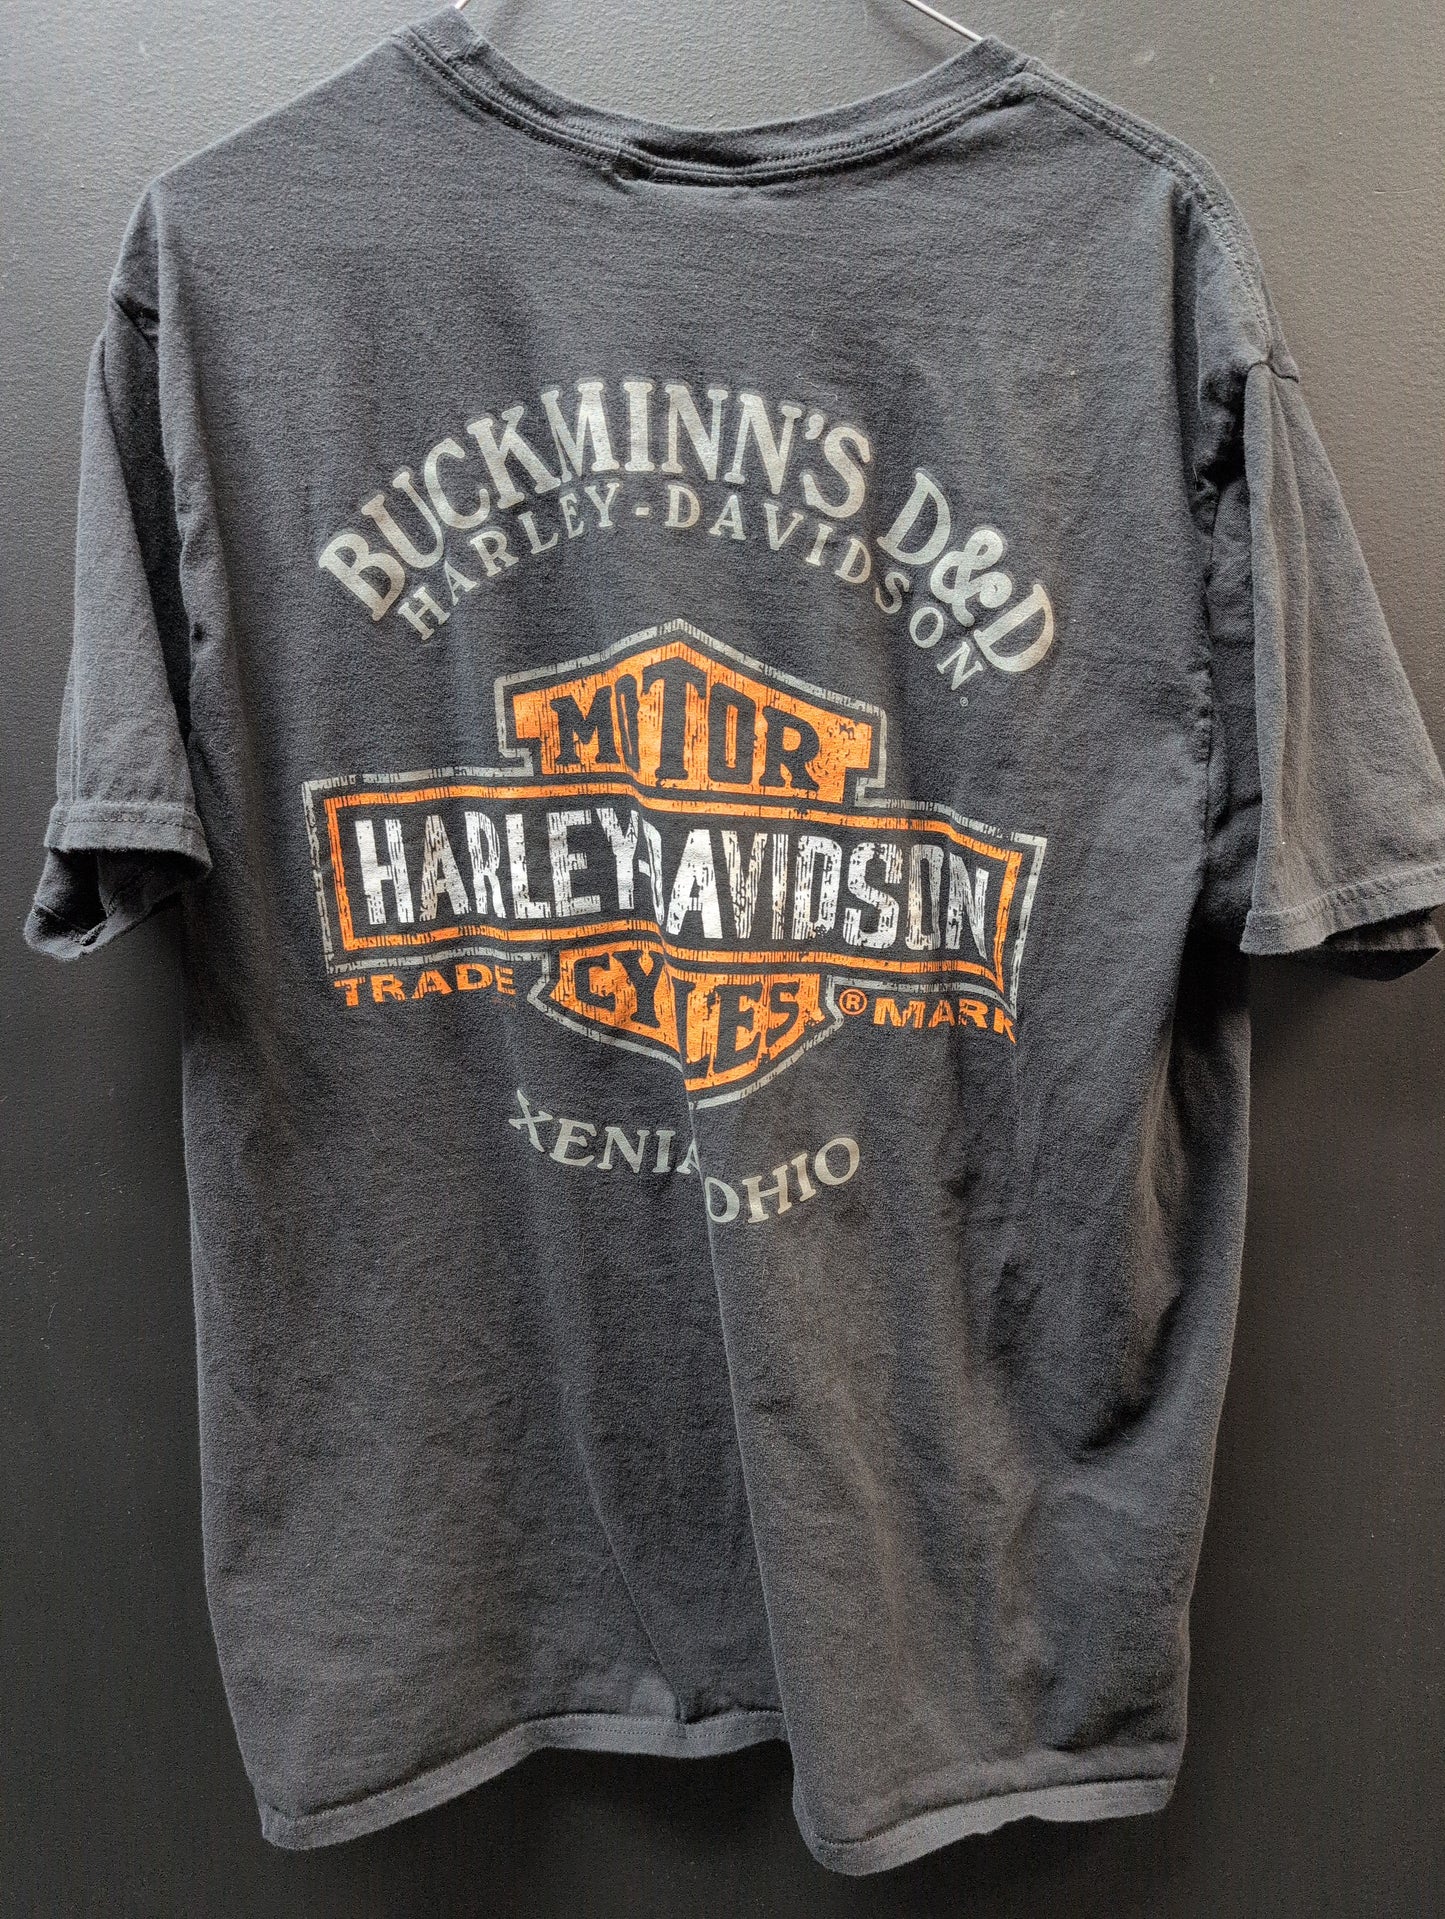 BUCKMINN'S D&D
HARLEY-DAVIDSON®
MOTOR
HARLEY-DAVIDSON
CYCLES
TRADE ® MARK
XENIA OHIO